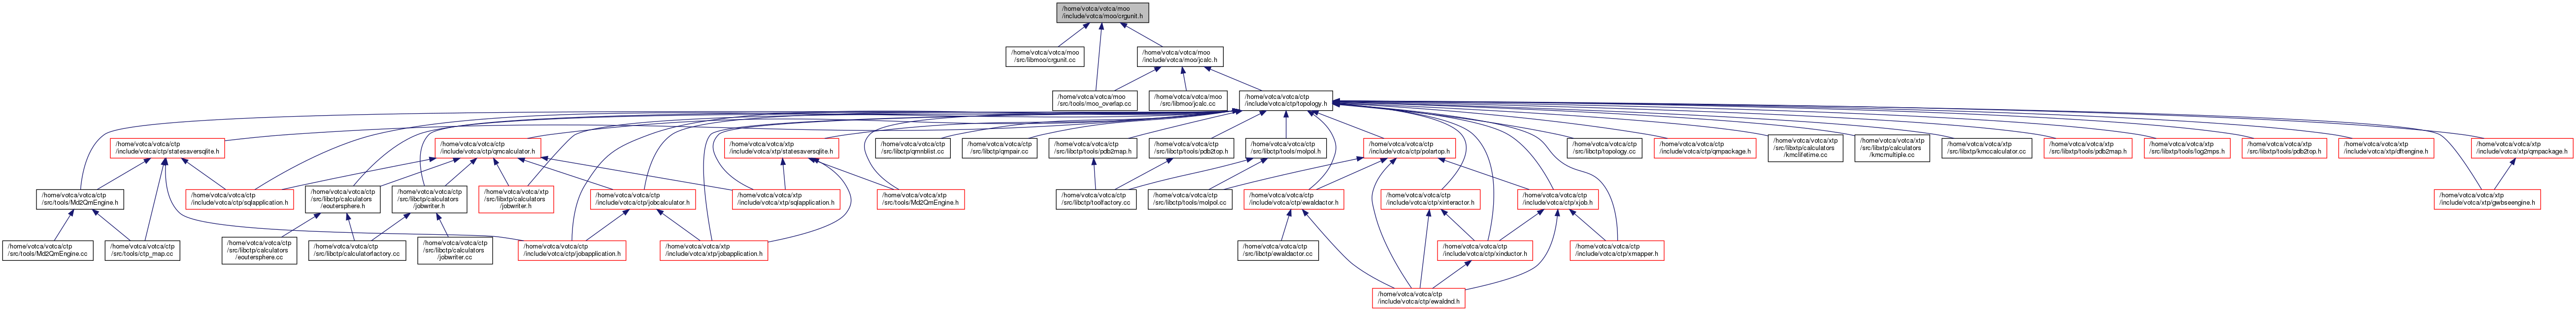 /home/votca/votca/moo
/include/votca/moo/crgunit.h
/home/votca/votca/moo
/src/libmoo/crgunit.cc
/home/votca/votca/moo
/include/votca/moo/jcalc.h
/home/votca/votca/moo
/src/tools/moo_overlap.cc
/home/votca/votca/moo
/src/libmoo/jcalc.cc
/home/votca/votca/ctp
/include/votca/ctp/topology.h
/home/votca/votca/ctp
/include/votca/ctp/statesaversqlite.h
/home/votca/votca/ctp
/include/votca/ctp/qmcalculator.h
/home/votca/votca/xtp
/include/votca/xtp/statesaversqlite.h
/home/votca/votca/ctp
/src/libctp/qmnblist.cc
/home/votca/votca/ctp
/src/libctp/qmpair.cc
/home/votca/votca/ctp
/src/libctp/tools/pdb2map.h
/home/votca/votca/ctp
/src/libctp/tools/pdb2top.h
/home/votca/votca/ctp
/src/libctp/tools/molpol.h
/home/votca/votca/ctp
/include/votca/ctp/polartop.h
/home/votca/votca/ctp
/src/libctp/topology.cc
/home/votca/votca/ctp
/include/votca/ctp/qmpackage.h
/home/votca/votca/xtp
/src/libxtp/calculators
/kmclifetime.cc
/home/votca/votca/xtp
/src/libxtp/calculators
/kmcmultiple.cc
/home/votca/votca/xtp
/src/libxtp/kmccalculator.cc
/home/votca/votca/xtp
/src/libxtp/tools/pdb2map.h
/home/votca/votca/xtp
/src/libxtp/tools/log2mps.h
/home/votca/votca/xtp
/src/libxtp/tools/pdb2top.h
/home/votca/votca/xtp
/include/votca/xtp/dftengine.h
/home/votca/votca/xtp
/include/votca/xtp/qmpackage.h
/home/votca/votca/ctp
/src/tools/Md2QmEngine.h
/home/votca/votca/ctp
/include/votca/ctp/sqlapplication.h
/home/votca/votca/ctp
/src/libctp/calculators
/eoutersphere.h
/home/votca/votca/ctp
/src/libctp/calculators
/jobwriter.h
/home/votca/votca/xtp
/src/libxtp/calculators
/jobwriter.h
/home/votca/votca/ctp
/include/votca/ctp/jobcalculator.h
/home/votca/votca/xtp
/include/votca/xtp/sqlapplication.h
/home/votca/votca/xtp
/src/tools/Md2QmEngine.h
/home/votca/votca/ctp
/src/libctp/toolfactory.cc
/home/votca/votca/ctp
/src/libctp/tools/molpol.cc
/home/votca/votca/ctp
/include/votca/ctp/ewaldactor.h
/home/votca/votca/ctp
/include/votca/ctp/xinteractor.h
/home/votca/votca/ctp
/include/votca/ctp/xjob.h
/home/votca/votca/xtp
/include/votca/xtp/gwbseengine.h
/home/votca/votca/ctp
/src/tools/Md2QmEngine.cc
/home/votca/votca/ctp
/src/tools/ctp_map.cc
/home/votca/votca/ctp
/src/libctp/calculators
/eoutersphere.cc
/home/votca/votca/ctp
/src/libctp/calculatorfactory.cc
/home/votca/votca/ctp
/src/libctp/calculators
/jobwriter.cc
/home/votca/votca/ctp
/include/votca/ctp/jobapplication.h
/home/votca/votca/xtp
/include/votca/xtp/jobapplication.h
/home/votca/votca/ctp
/src/libctp/ewaldactor.cc
/home/votca/votca/ctp
/include/votca/ctp/xinductor.h
/home/votca/votca/ctp
/include/votca/ctp/xmapper.h
/home/votca/votca/ctp
/include/votca/ctp/ewaldnd.h